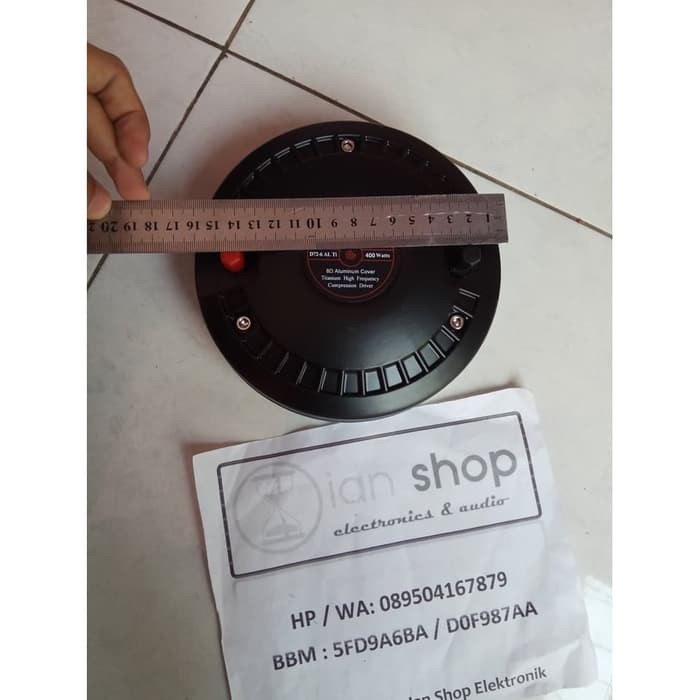 20 19 18 17 16 15 14 13 12 11 10 9 8 7 6 5 4 3 2 1
D72-6 AL Ti 400 Watts
8D Aluminum Cover
Titanium High Frequency
Compression Driver
ian shop
electronics & audio
HP / WA: 089504167879
BBM : 5FD9A6BA / D0F987AA
Shop Elektronik